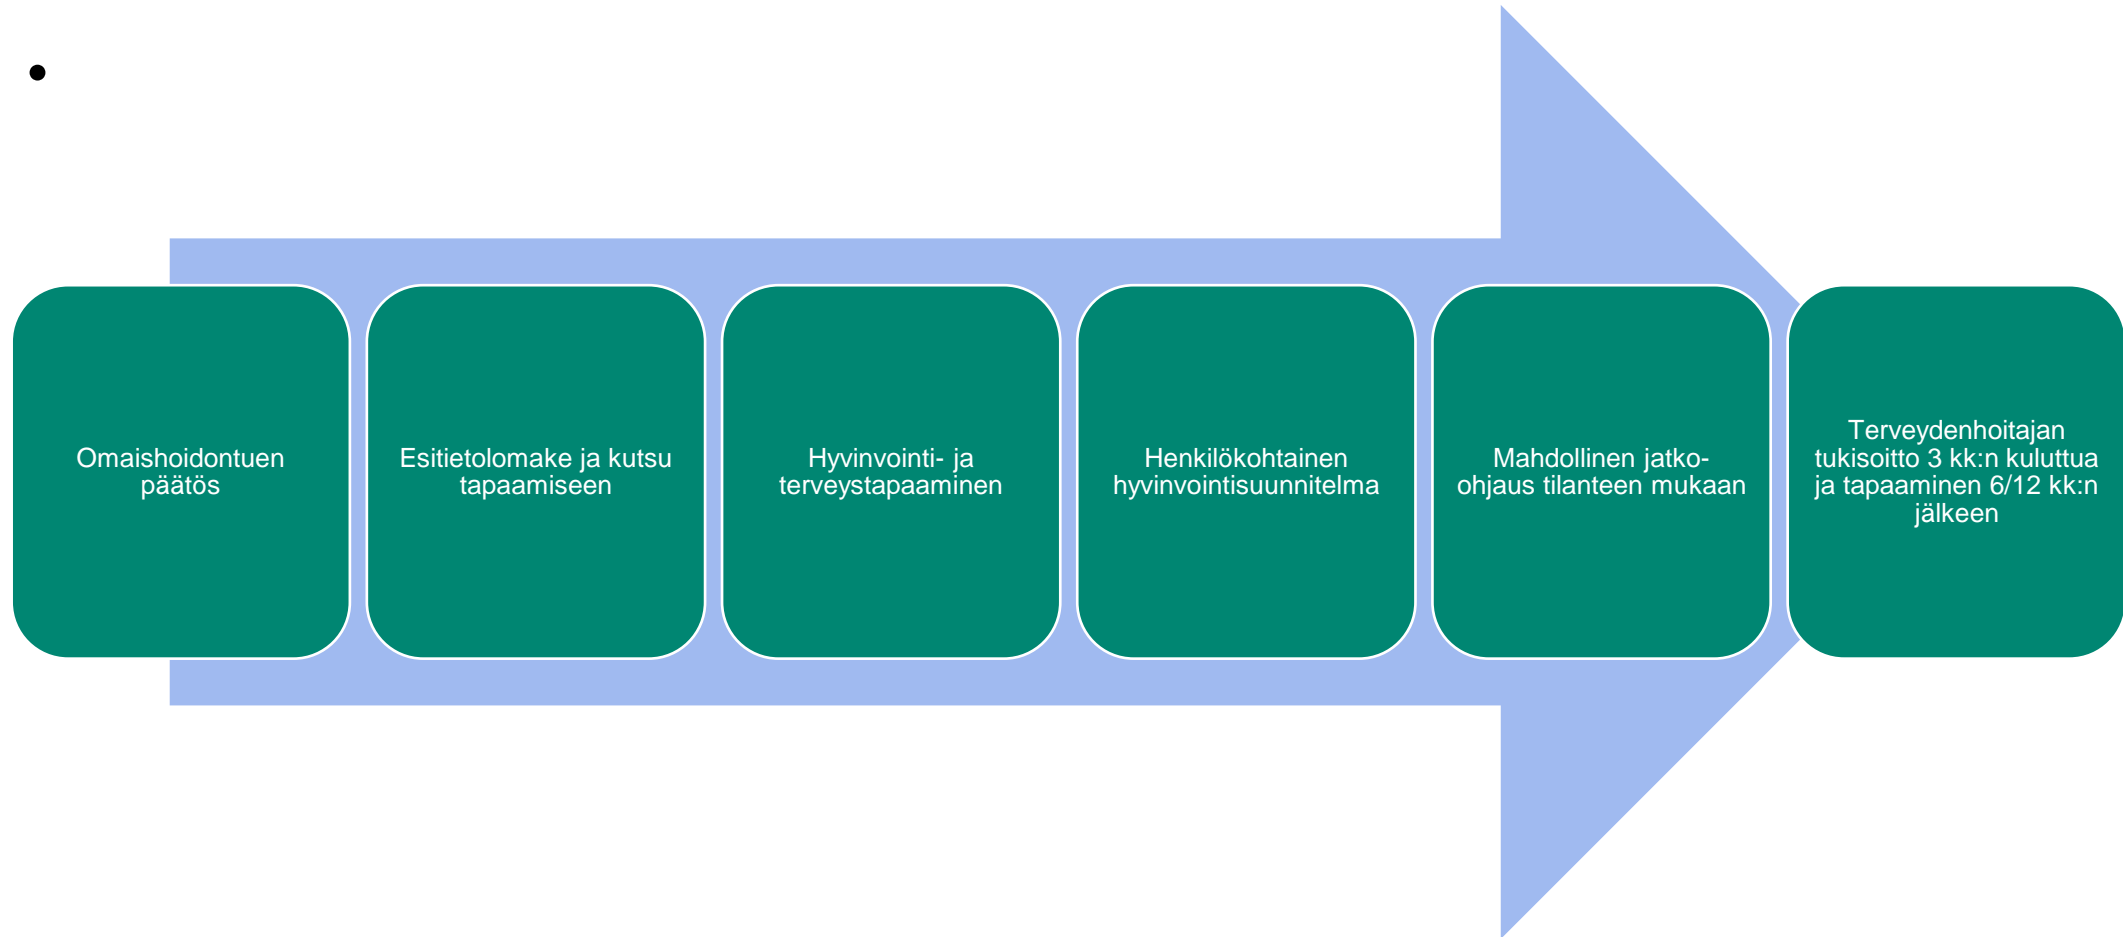 •
Omaishoidontuen
päätös
Esitietolomake ja kutsu
tapaamiseen
Hyvinvointi- ja
terveystapaaminen
Henkilökohtainen
hyvinvointisuunnitelma
Mahdollinen jatko-
ohjaus tilanteen mukaan
Terveydenhoitajan
tukisoitto 3 kk:n kuluttua
ja tapaaminen 6/12 kk:n
jälkeen